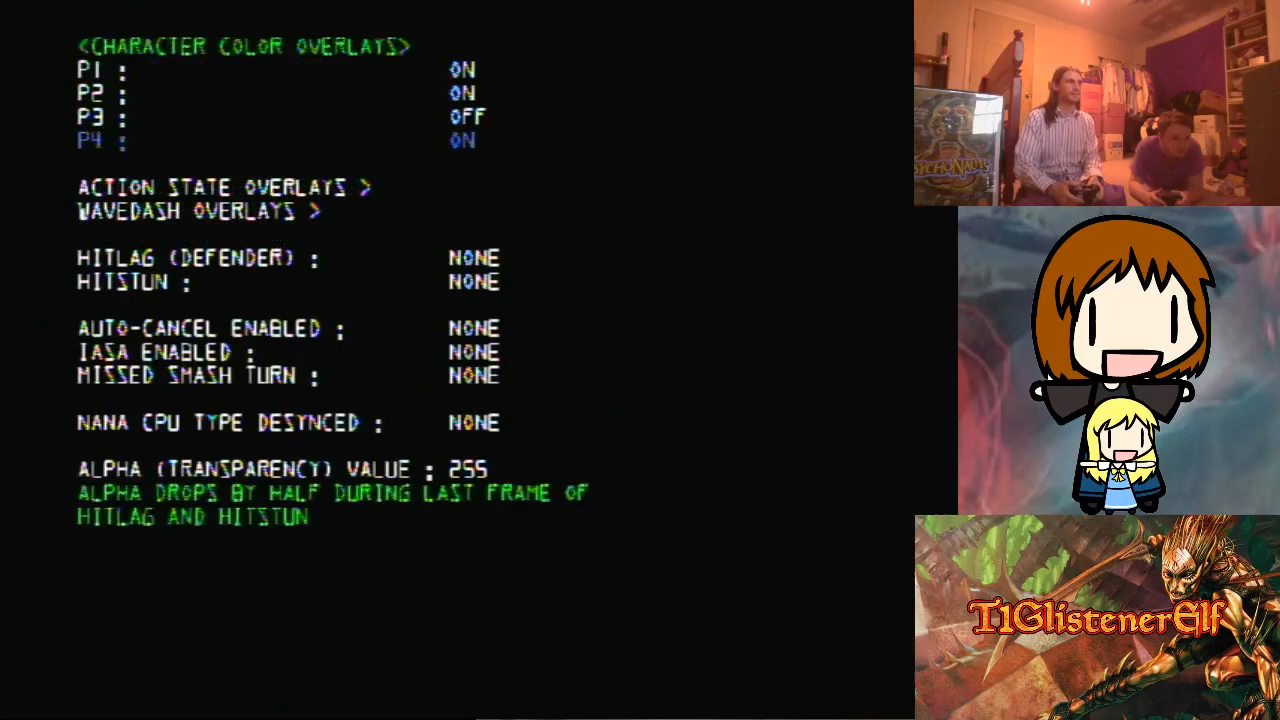 <CHARACTER COLOR OVERLAYS>
P1 : ON
P2 : ON
P3 : OFF
P4 : ON
ACTION STATE OVERLAYS >
WAVEDASH OVERLAYS >
HITLAG (DEFENDER) : NONE
HITSTUN : NONE
AUTO-CANCEL ENABLED : NONE
IASA ENABLED : NONE
MISSED SMASH TURN : NONE
NANA CPU TYPE DESYNCED : NONE
ALPHA (TRANSPARENCY) VALUE : 255
ALPHA DROPS BY HALF DURING LAST FRAME OF
HITLAG AND HITSTUN
PSYCHONAUTS
T1GlistenerElf